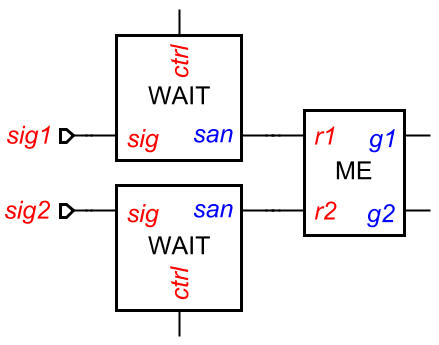 ctrl
WAIT
sig1 sig san r1 g1
ME
sig2 sig san r2 g2
WAIT
ctrl